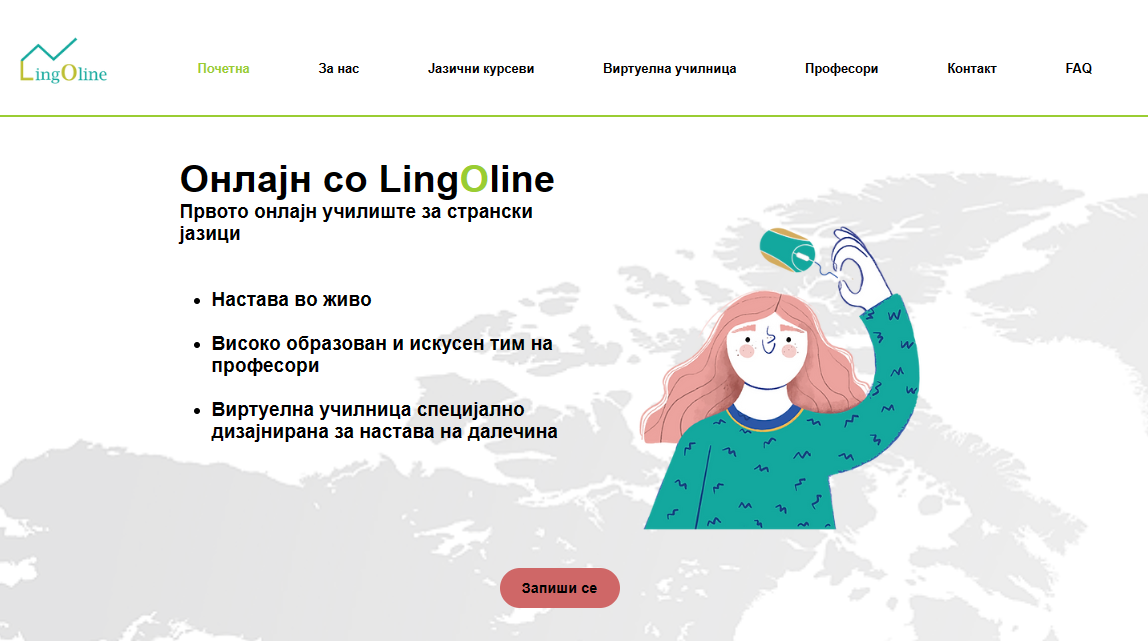 LingOline
Почетна
За нас
Јазични курсеви
Виртуелна училница
Професори
Контакт
FAQ
Онлајн со LingOline
Првото онлајн училиште за странски
јазици
Настава во живо
Високо образован и искусен тим на
професори
Виртуелна училница специјално
дизајнирана за настава на далечина
Запиши се